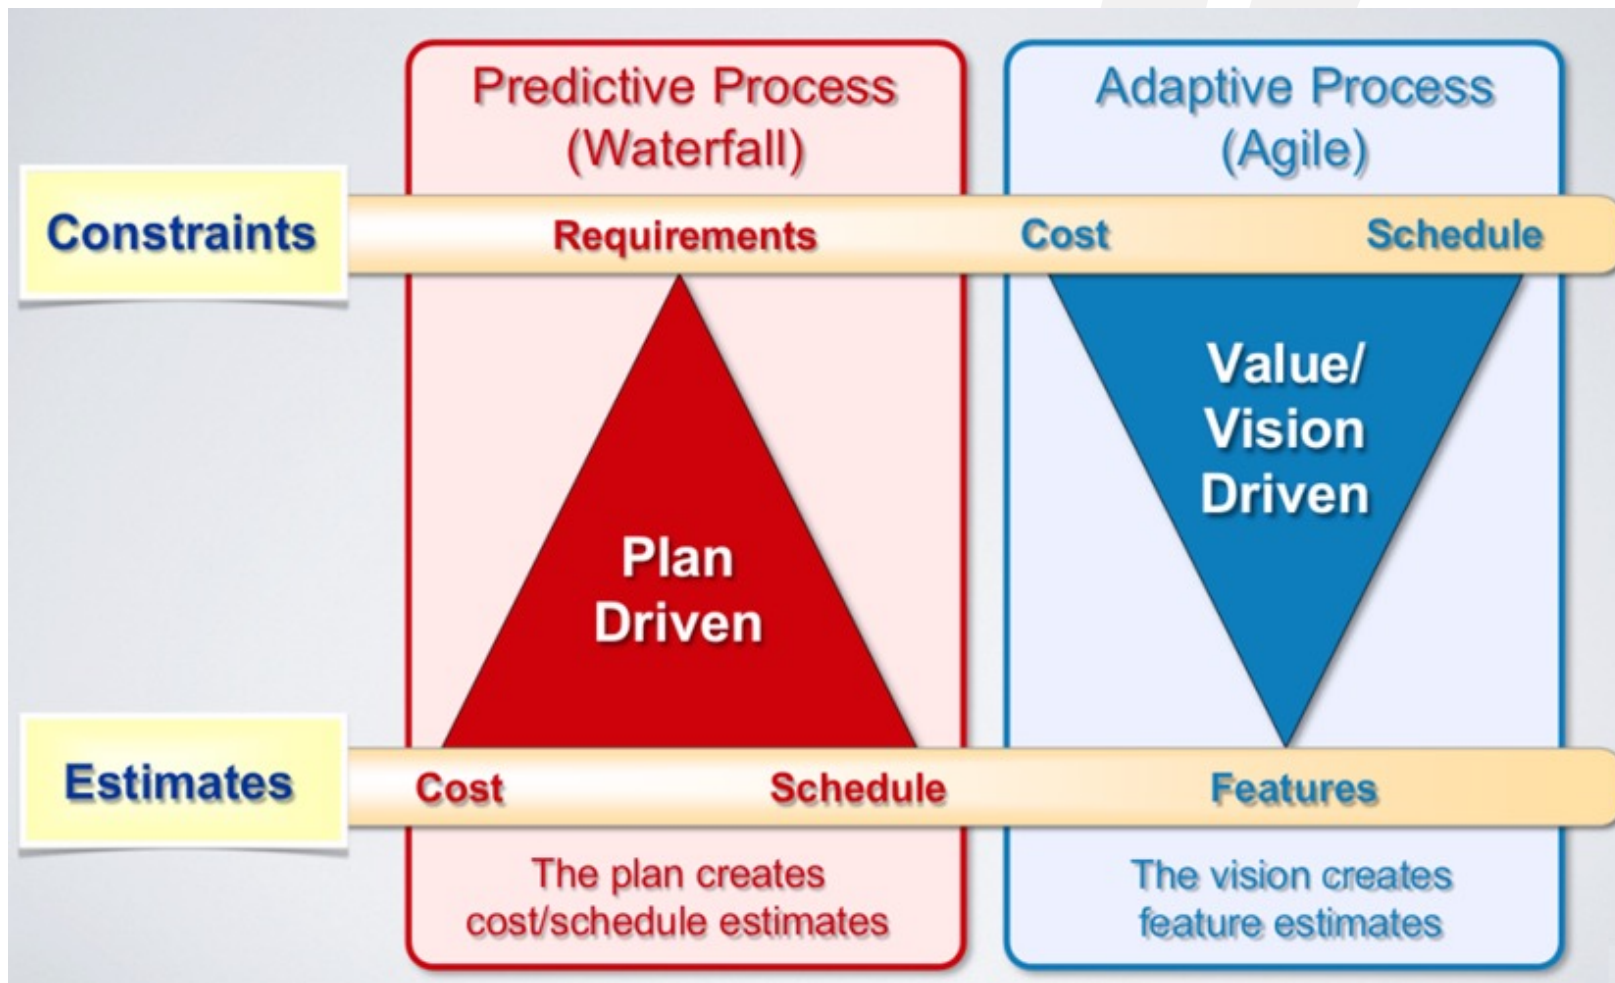 Predictive Process
(Waterfall)
Adaptive Process
(Agile)
Constraints
Requirements
Cost
Schedule
Value/
Vision
Driven
Plan
Driven
Estimates
Cost
Schedule
Features
The plan creates
cost/schedule estimates
The vision creates
feature estimates